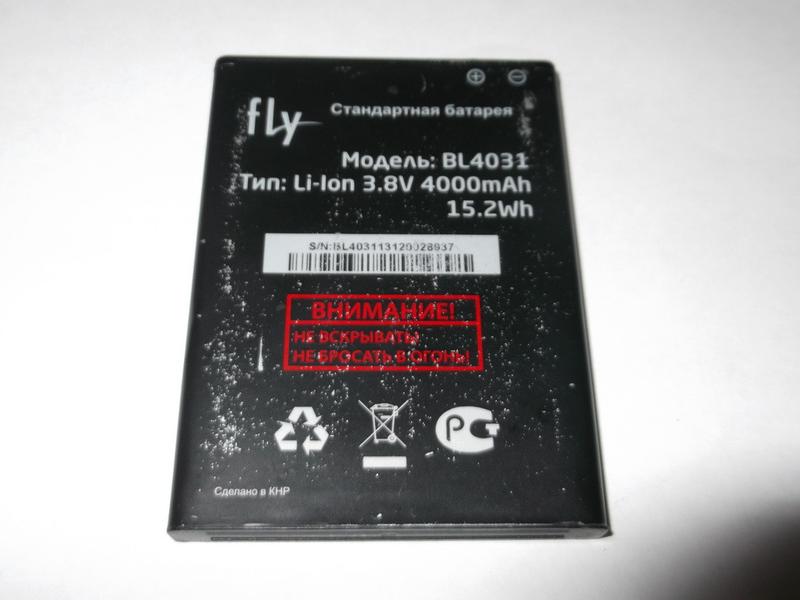 fly
Стандартная батарея
Модель: BL4031
Тип: Li-Ion 3.8V 4000mAh
15.2Wh
S/N:BL403113120028937
ВНИМАНИЕ!
НЕ ВСКРЫВАТЬ!
НЕ БРОСАТЬ В ОГОНЬ!
РСТ
Сделано в КНР